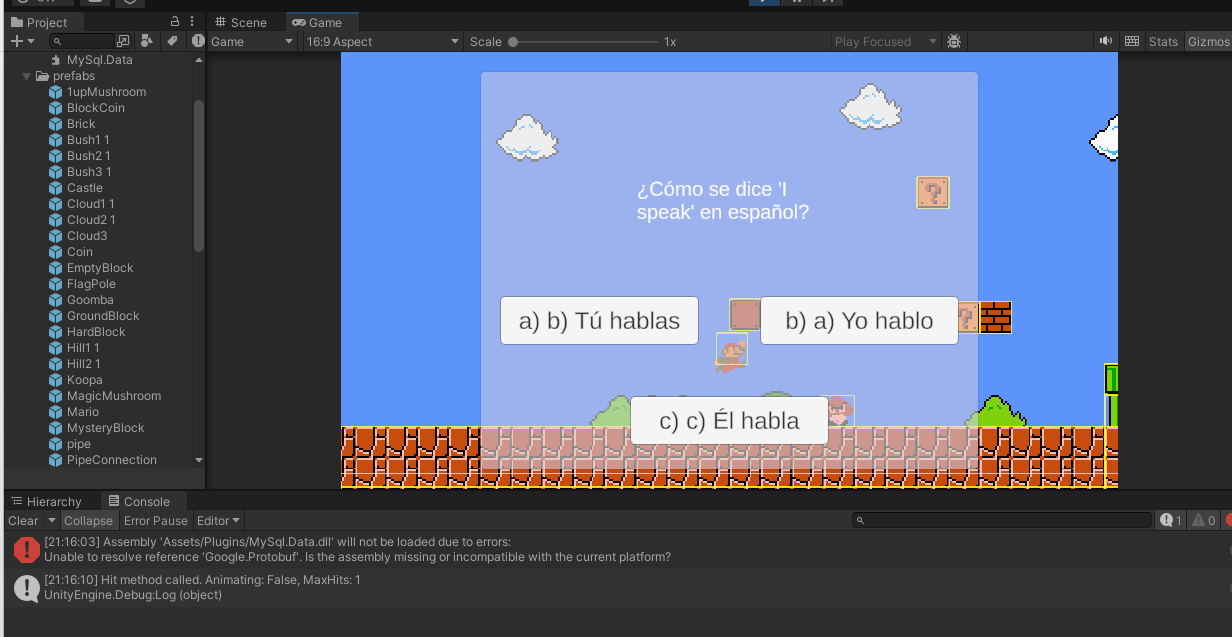 Project
Scene
Game
Game
16:9 Aspect
Scale
1x
Play Focused
Stats
Gizmos
MySql.Data
prefabs
1upMushroom
BlockCoin
Brick
Bush1 1
Bush2 1
Bush3 1
Castle
Cloud1 1
Cloud2 1
Cloud3
Coin
EmptyBlock
FlagPole
Goomba
GroundBlock
HardBlock
Hill1 1
Hill2 1
Koopa
MagicMushroom
Mario
MysteryBlock
pipe
PipeConnection
¿Cómo se dice 'I
speak' en español?
a) b) Tú hablas
b) a) Yo hablo
c) c) Él habla
Hierarchy
Console
Clear
Collapse
Error Pause
Editor
1
0
[21:16:03] Assembly 'Assets/Plugins/MySql.Data.dll' will not be loaded due to errors:
Unable to resolve reference 'Google.Protobuf'. Is the assembly missing or incompatible with the current platform?
[21:16:10] Hit method called. Animating: False, MaxHits: 1
UnityEngine.Debug:Log (object)